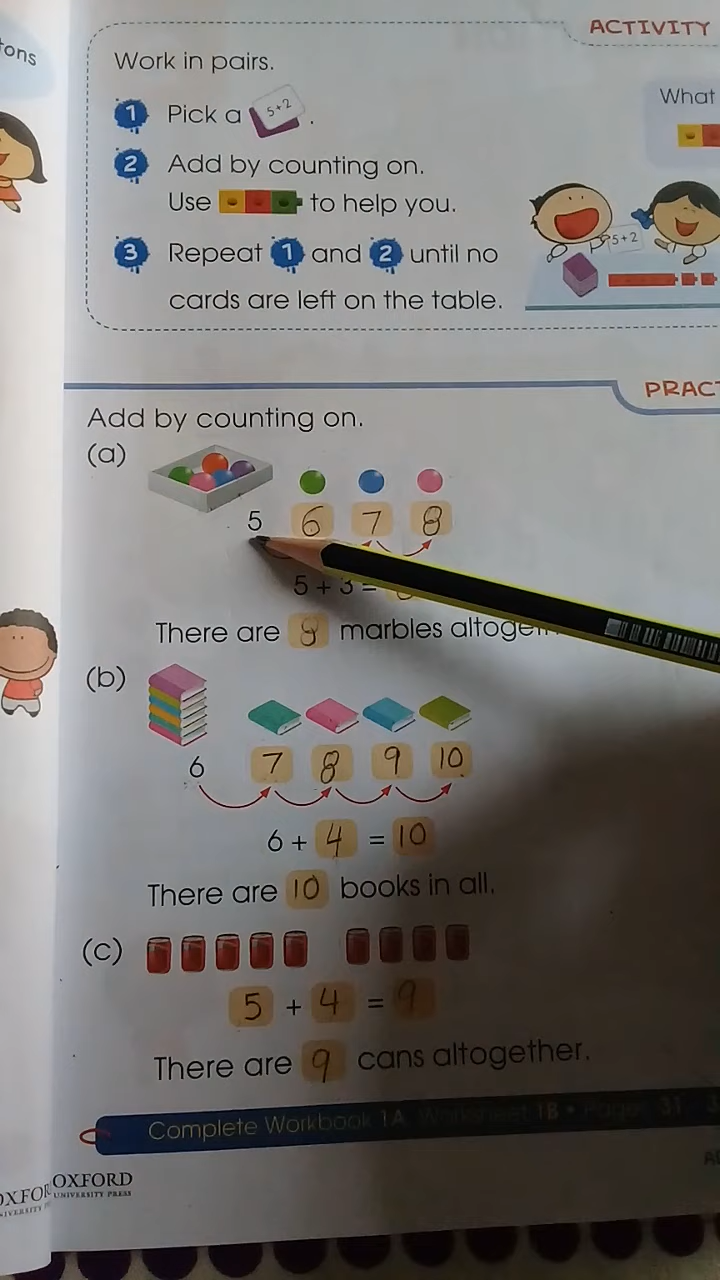 tons
ACTIVITY
Work in pairs.
What
1 Pick a 5+2 .
2 Add by counting on.
Use to help you.
5+2
3 Repeat 1 and 2 until no
cards are left on the table.
Add by counting on.
(a)
5 6 7 8
5 + 3 =
There are 8 marbles
(b)
6 7 8 9 10
6 + 4 = 10
There are 10 books in all.
(c)
5 + 4 = 9
There are 9 cans altogether.
Complete Workbook 1A Worksheet 1B • Pages 31
OXFORD
UNIVERSITY PRESS